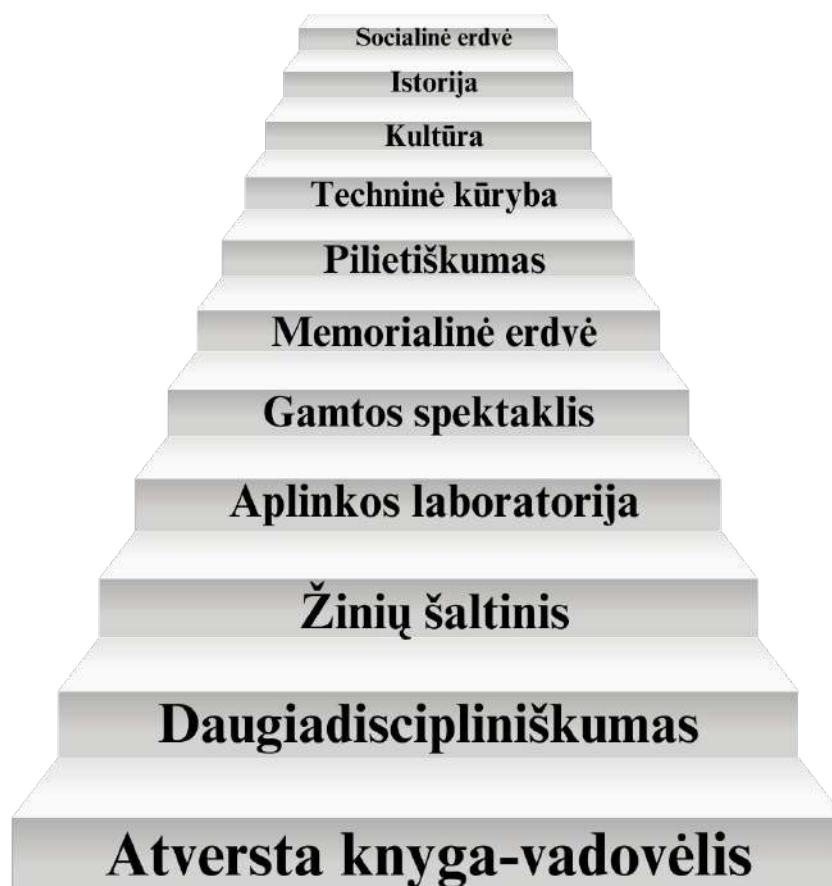 Socialinė erdvė
Istorija
Kultūra
Techninė kūryba
Pilietiškumas
Memorialinė erdvė
Gamtos spektaklis
Aplinkos laboratorija
Žinių šaltinis
Daugiadiscipliniškumas
Atversta knyga-vadovėlis